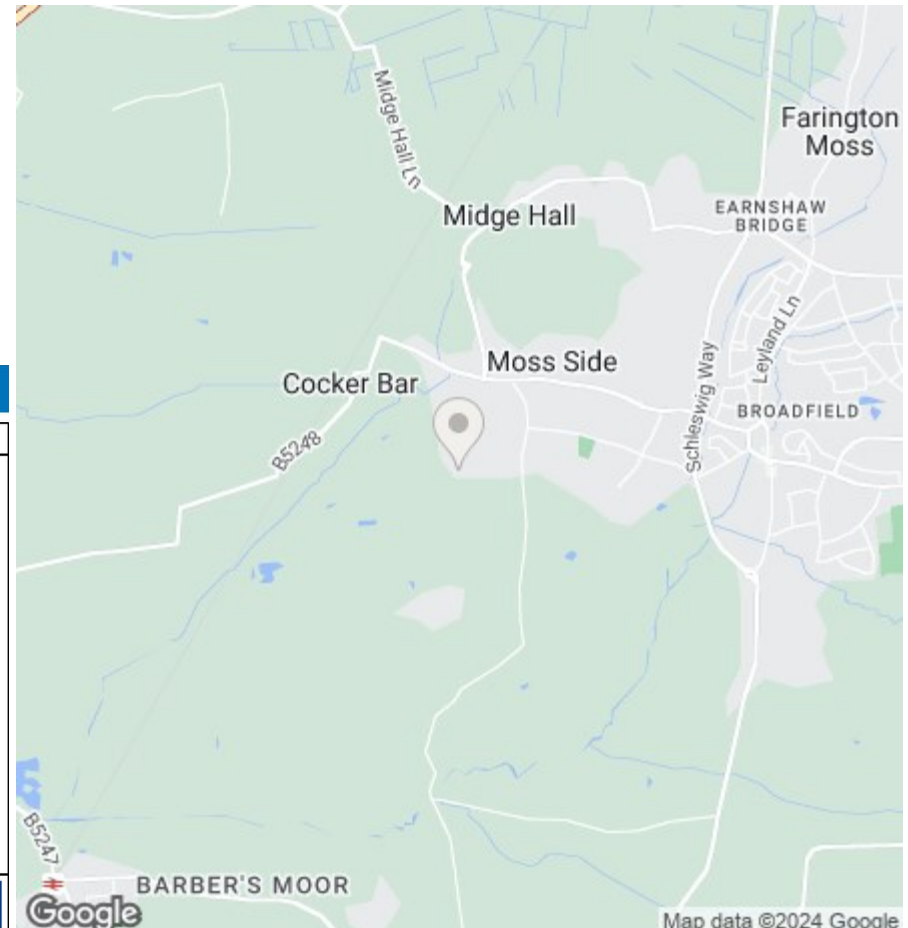 Midge Hall Ln
Farington
Moss
Midge Hall
EARNSHAW
BRIDGE
Leyland Ln
Moss Side
Cocker Bar
Schleswig Way
BROADFIELD
B5248
B5247
BARBER'S MOOR
Google
Map data ©2024 Google